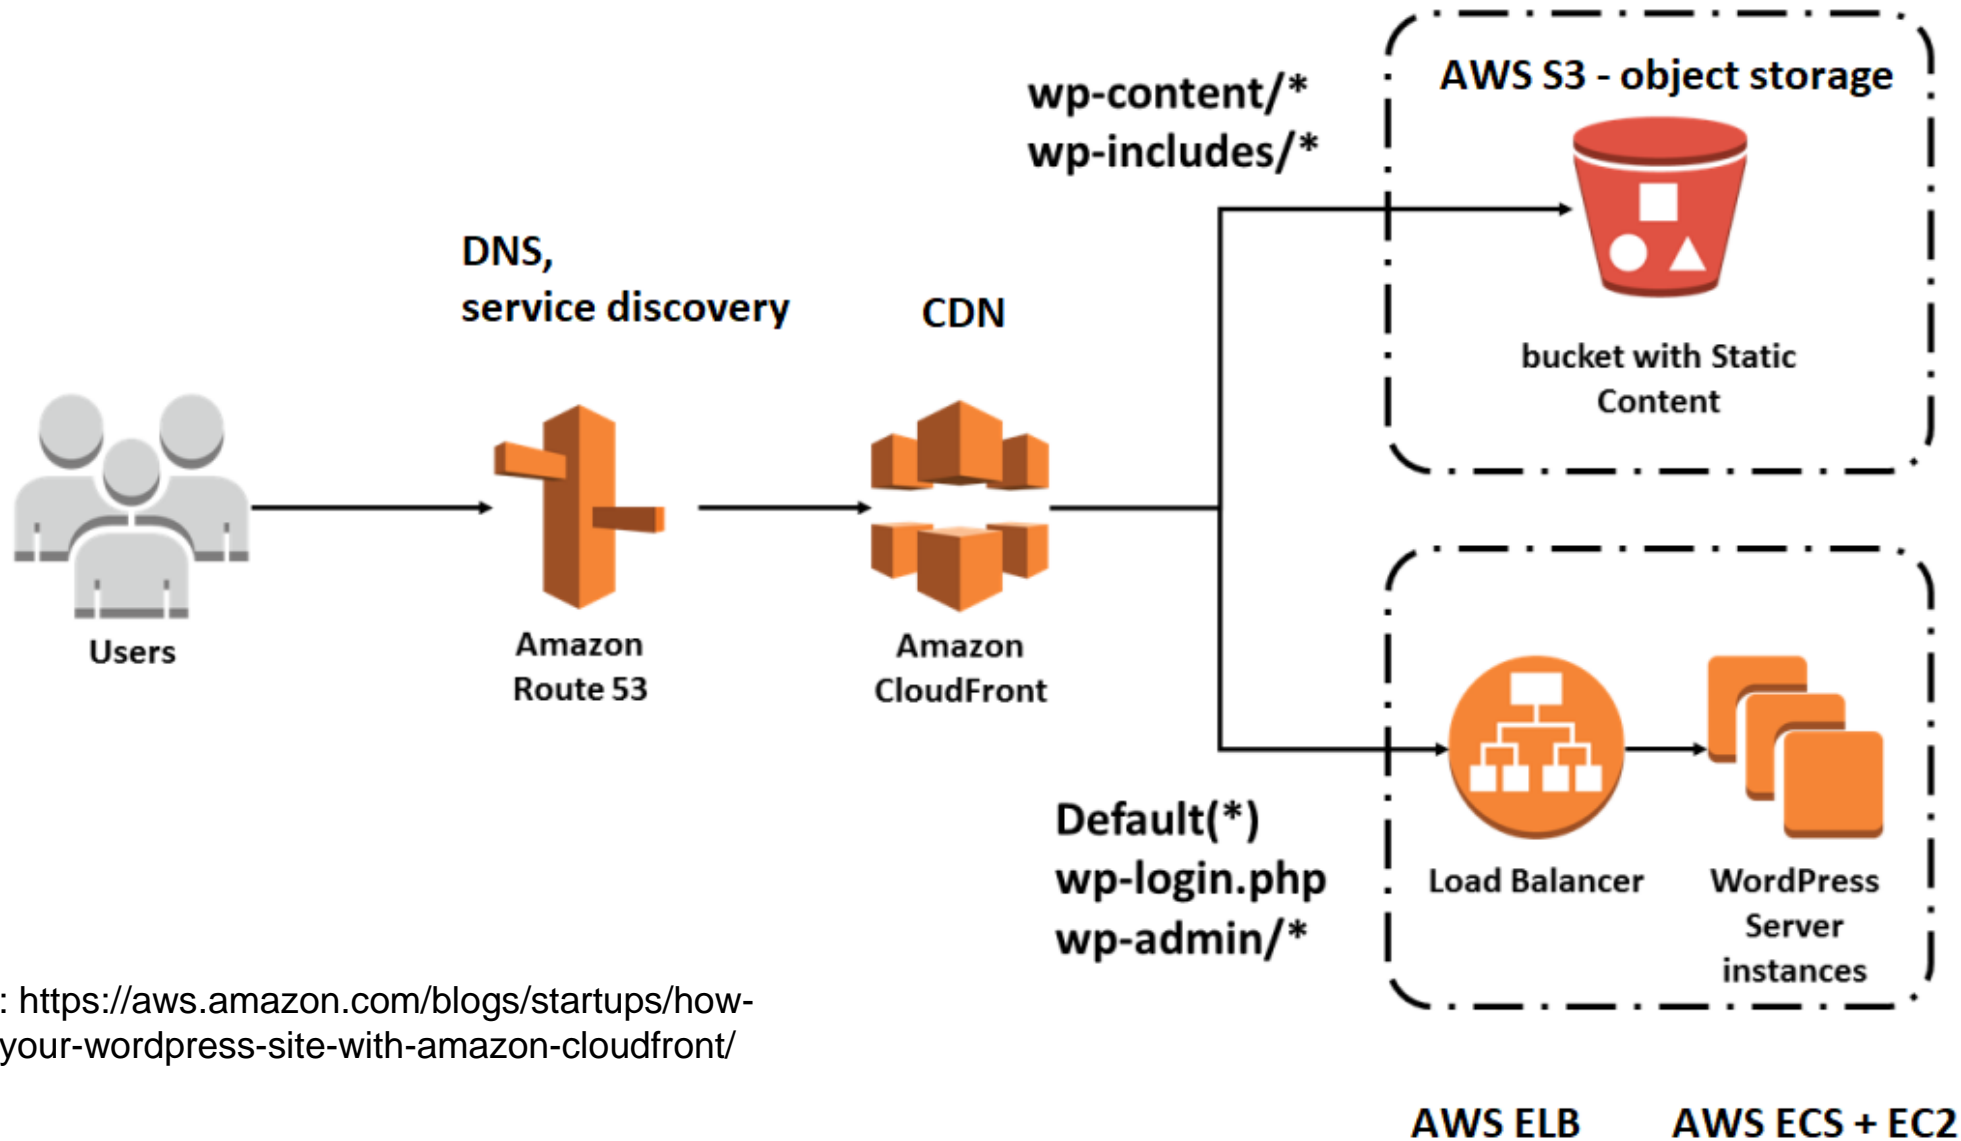 AWS S3 - object storage
wp-content/*
wp-includes/*
bucket with Static
Content
DNS,
service discovery
CDN
Users
Amazon
Route 53
Amazon
CloudFront
Default(*)
wp-login.php
wp-admin/*
Load Balancer
WordPress
Server
instances
: https://aws.amazon.com/blogs/startups/how-
your-wordpress-site-with-amazon-cloudfront/
AWS ELB
AWS ECS + EC2